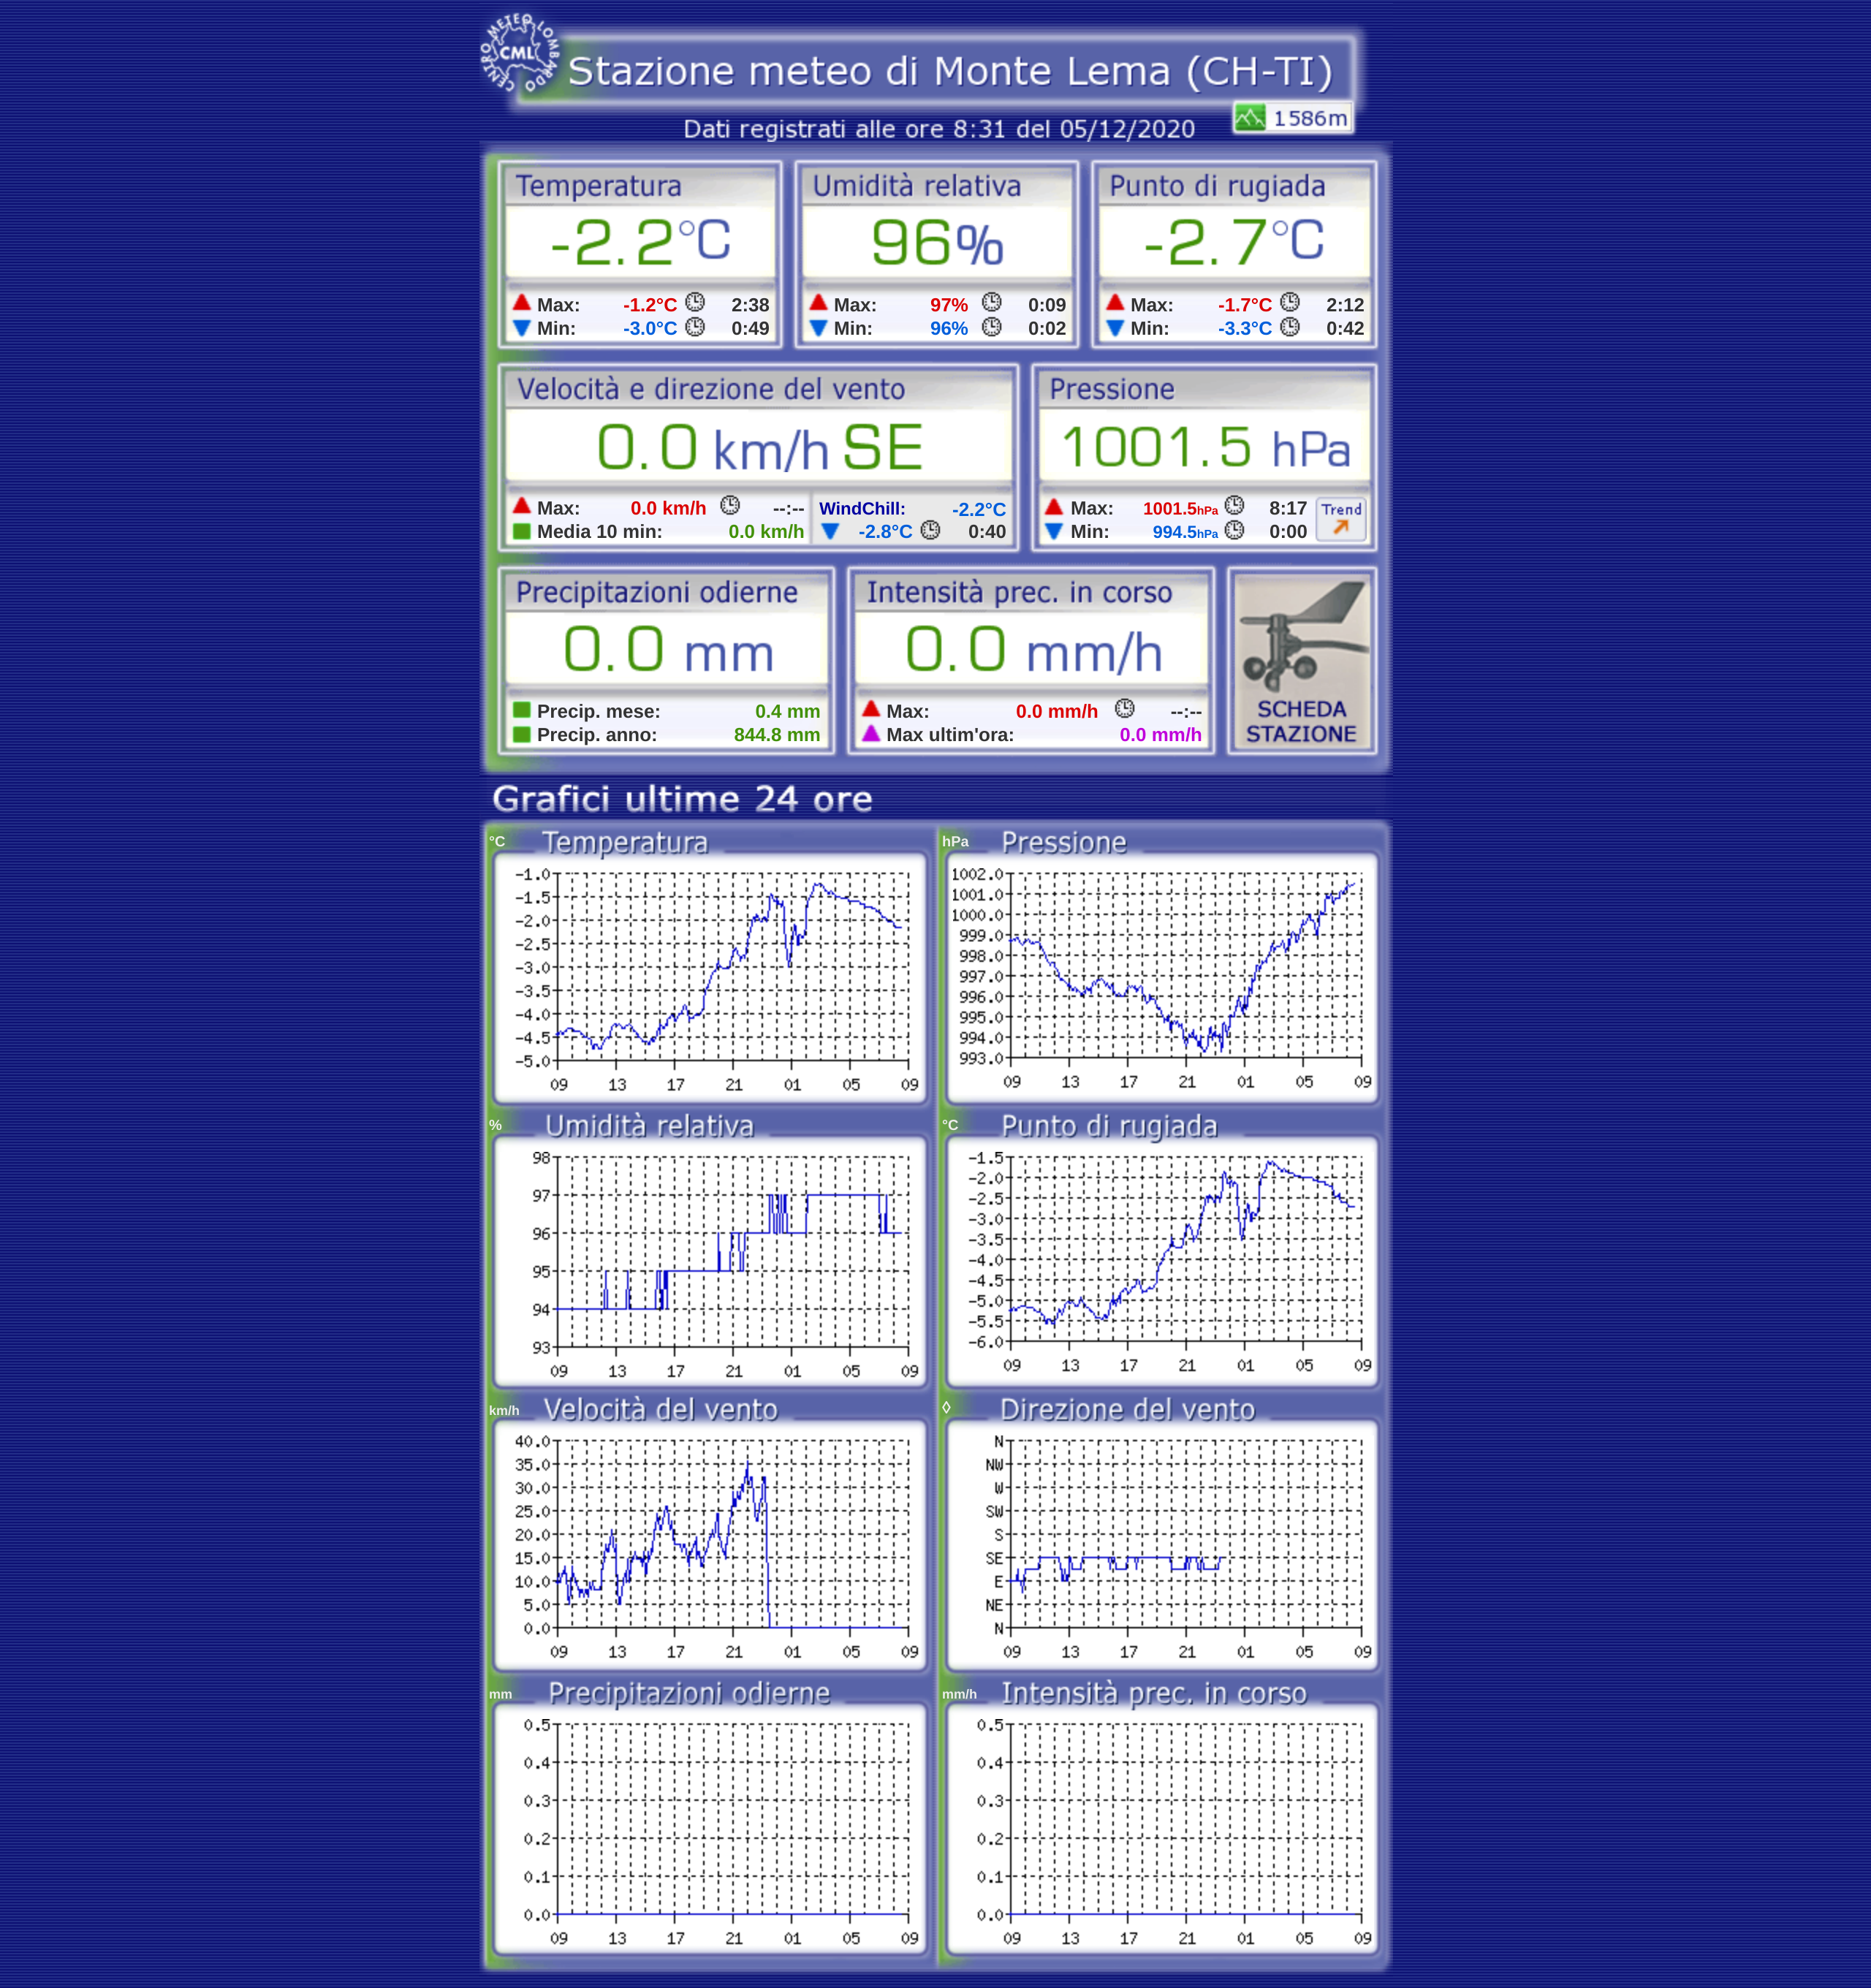 CENTRO METEO LOMBARDO
CML
Stazione meteo di Monte Lema (CH-TI)
1586m
Dati registrati alle ore 8:31 del 05/12/2020
Temperatura
-2.2°C
Max: -1.2°C 2:38
Min: -3.0°C 0:49
Umidità relativa
96%
Max: 97% 0:09
Min: 96% 0:02
Punto di rugiada
-2.7°C
Max: -1.7°C 2:12
Min: -3.3°C 0:42
Velocità e direzione del vento
0.0 km/h SE
Max: 0.0 km/h --:--
Media 10 min: 0.0 km/h
WindChill: -2.2°C
-2.8°C 0:40
Pressione
1001.5 hPa
Max: 1001.5hPa 8:17
Min: 994.5hPa 0:00
Trend
Precipitazioni odierne
0.0 mm
Precip. mese: 0.4 mm
Precip. anno: 844.8 mm
Intensità prec. in corso
0.0 mm/h
Max: 0.0 mm/h --:--
Max ultim'ora: 0.0 mm/h
SCHEDA
STAZIONE
Grafici ultime 24 ore
°C Temperatura
-1.0
-1.5
-2.0
-2.5
-3.0
-3.5
-4.0
-4.5
-5.0
09 13 17 21 01 05 09
hPa Pressione
1002.0
1001.0
1000.0
999.0
998.0
997.0
996.0
995.0
994.0
993.0
09 13 17 21 01 05 09
% Umidità relativa
98
97
96
95
94
93
09 13 17 21 01 05 09
°C Punto di rugiada
-1.5
-2.0
-2.5
-3.0
-3.5
-4.0
-4.5
-5.0
-5.5
-6.0
09 13 17 21 01 05 09
km/h Velocità del vento
40.0
35.0
30.0
25.0
20.0
15.0
10.0
5.0
0.0
09 13 17 21 01 05 09
◊ Direzione del vento
N
NW
W
SW
S
SE
E
NE
N
09 13 17 21 01 05 09
mm Precipitazioni odierne
0.5
0.4
0.3
0.2
0.1
0.0
09 13 17 21 01 05 09
mm/h Intensità prec. in corso
0.5
0.4
0.3
0.2
0.1
0.0
09 13 17 21 01 05 09